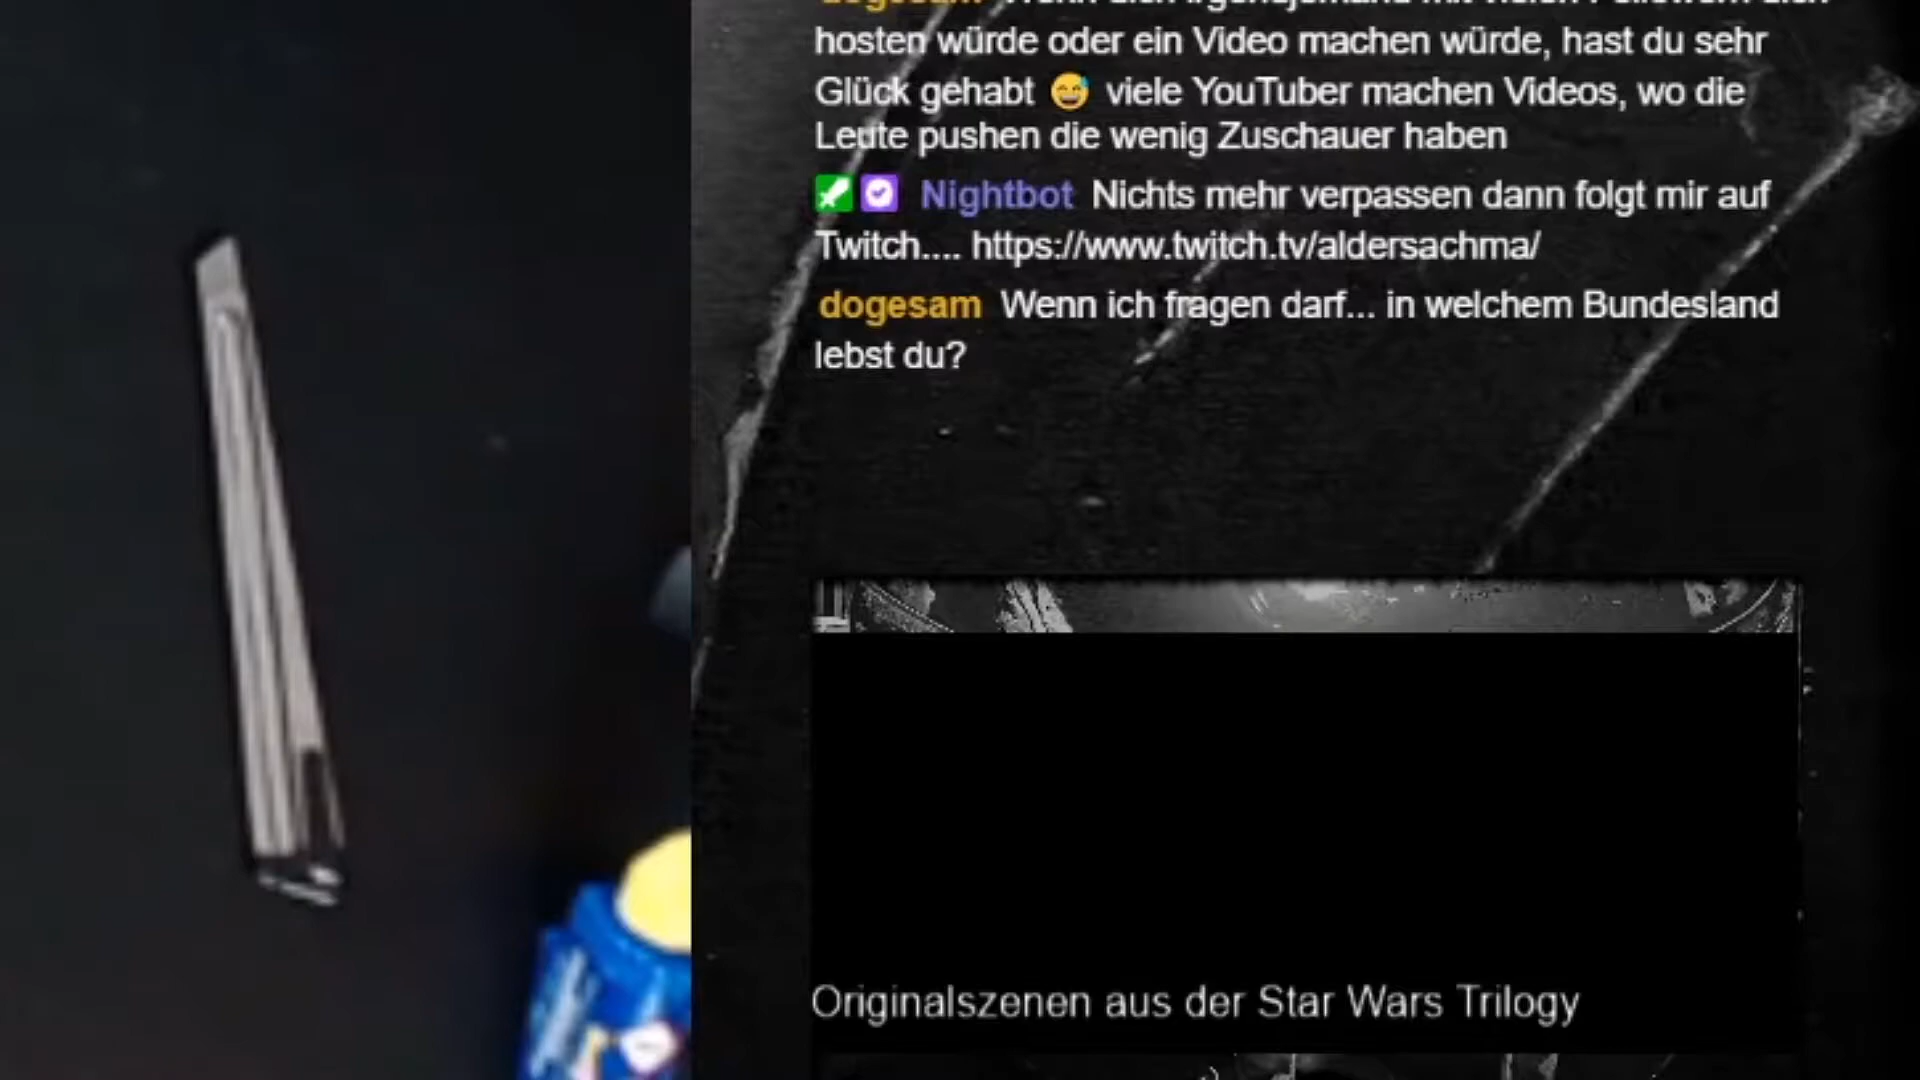 hosten würde oder ein Video machen würde, hast du sehr
Glück gehabt 😅 viele YouTuber machen Videos, wo die
Leute pushen die wenig Zuschauer haben
Nightbot Nichts mehr verpassen dann folgt mir auf
Twitch.... https://www.twitch.tv/aldersachma/
dogesam Wenn ich fragen darf... in welchem Bundesland
lebst du?
Originalszenen aus der Star Wars Trilogy